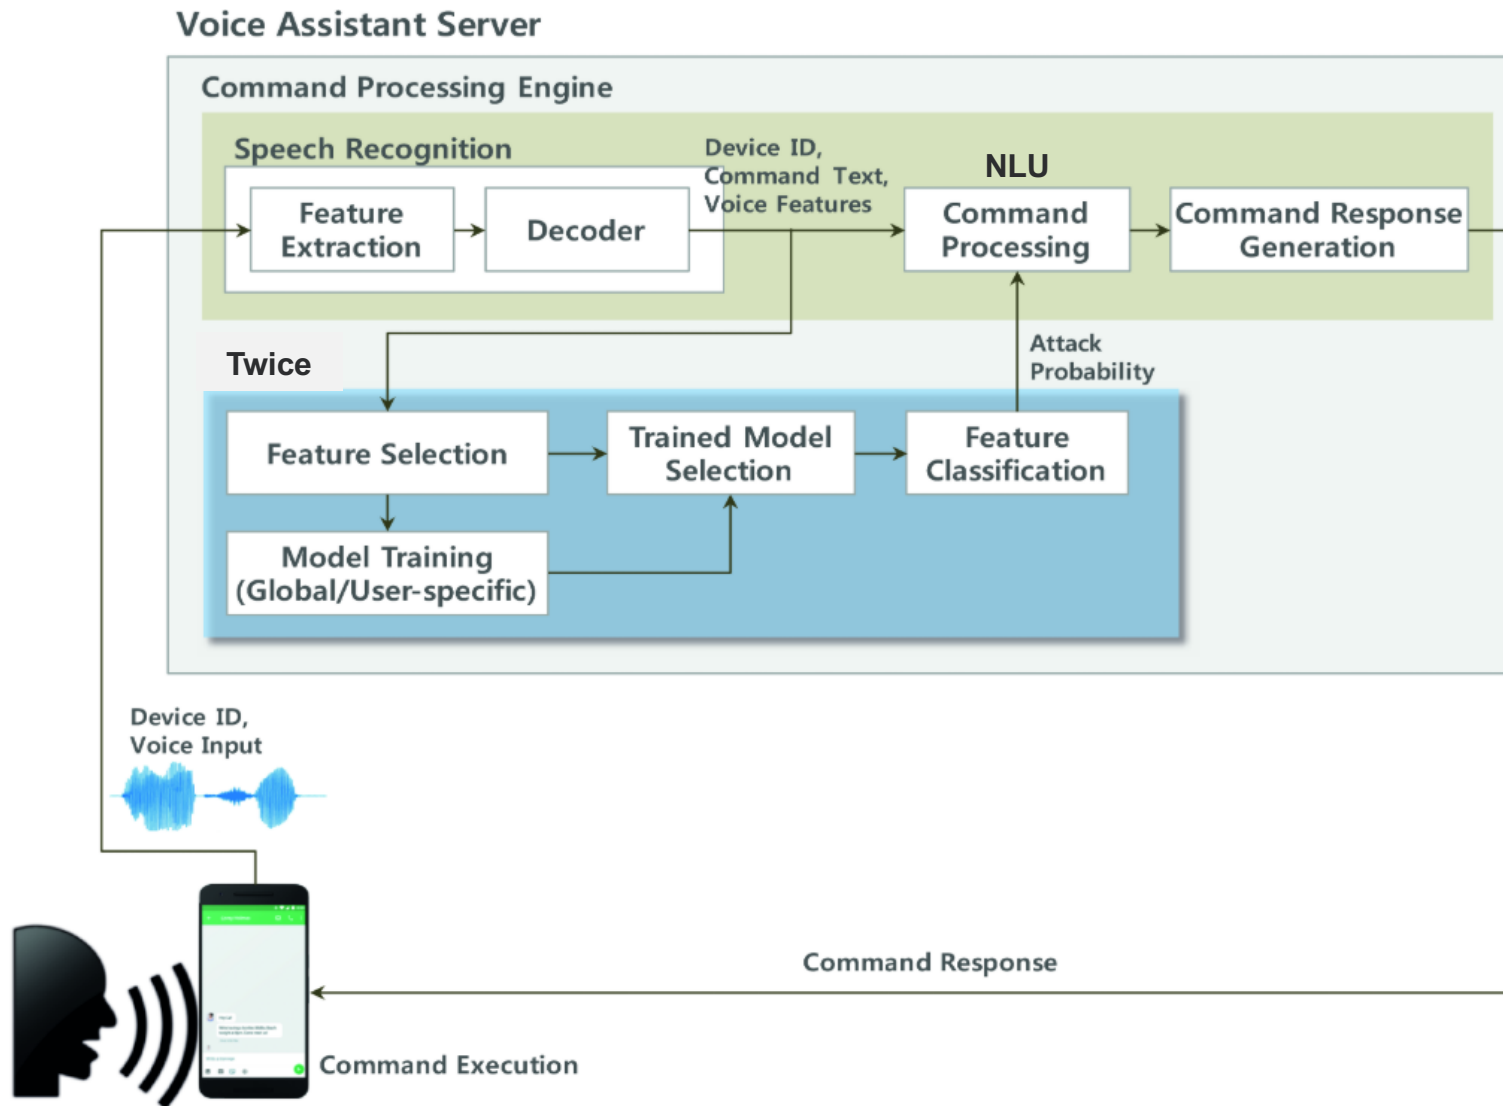 Voice Assistant Server
Command Processing Engine
Speech Recognition
Feature
Extraction
Decoder
Device ID,
Command Text,
Voice Features
NLU
Command
Processing
Command Response
Generation
Attack
Probability
Twice
Feature Selection
Trained Model
Selection
Feature
Classification
Model Training
(Global/User-specific)
Device ID,
Voice Input
Command Response
Command Execution